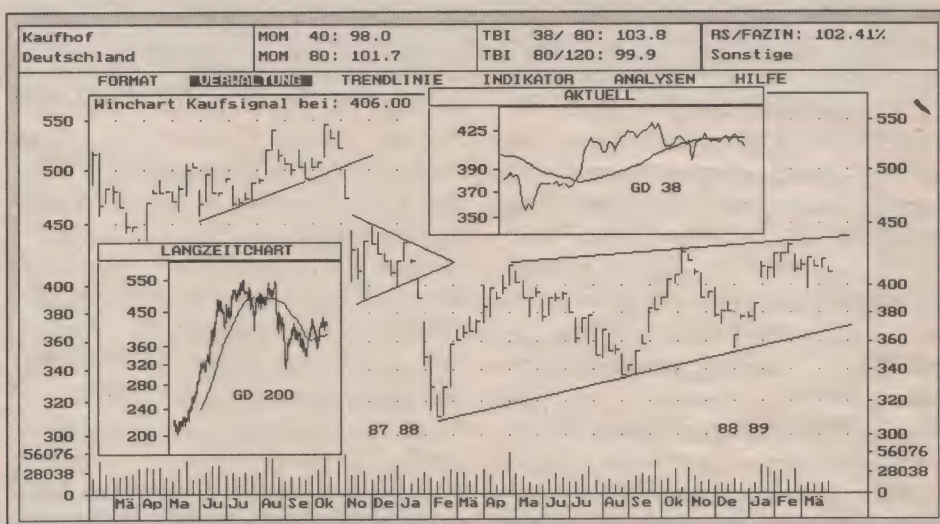 Kaufhof
Deutschland
MOM 40: 98.0
MOM 80: 101.7
TBI 38/ 80: 103.8
TBI 80/120: 99.9
RS/FAZIN: 102.41%
Sonstige
FORMAT VERWALTUNG TRENDLINIE INDIKATOR ANALYSEN HILFE
Winchart Kaufsignal bei: 406.00
550
500
450
400
380
360
340
320
300
56076
28038
0
AKTUELL
425
390
370
350
GD 38
LANGZEITCHART
550
450
360
320
280
240
200
GD 200
87 88
88 89
550
500
450
400
380
360
340
320
300
56076
28038
0
Mä Ap Ma Ju Ju Au Se Ok No De Ja Fe Mä Ap Ma Ju Ju Au Se Ok No De Ja Fe Mä